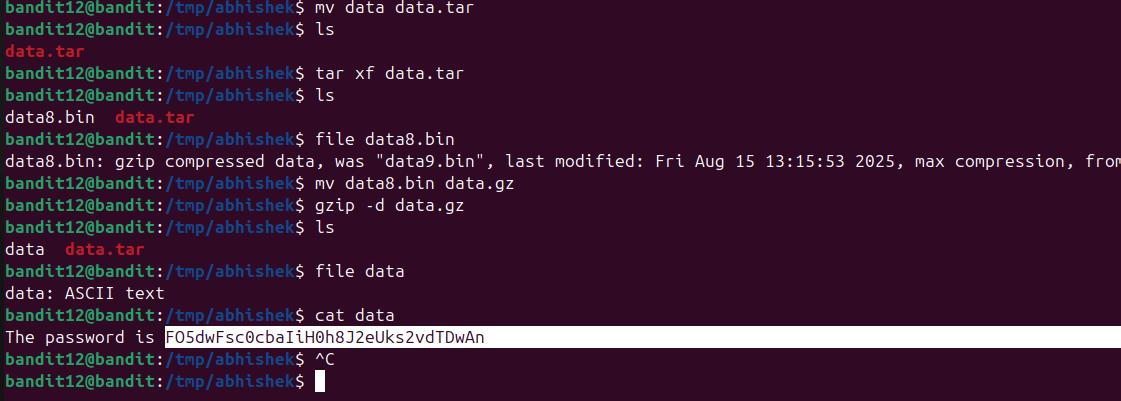 bandit12@bandit:/tmp/abhishek$ mv data data.tar
bandit12@bandit:/tmp/abhishek$ ls
data.tar
bandit12@bandit:/tmp/abhishek$ tar xf data.tar
bandit12@bandit:/tmp/abhishek$ ls
data8.bin  data.tar
bandit12@bandit:/tmp/abhishek$ file data8.bin
data8.bin: gzip compressed data, was "data9.bin", last modified: Fri Aug 15 13:15:53 2025, max compression, from
bandit12@bandit:/tmp/abhishek$ mv data8.bin data.gz
bandit12@bandit:/tmp/abhishek$ gzip -d data.gz
bandit12@bandit:/tmp/abhishek$ ls
data  data.tar
bandit12@bandit:/tmp/abhishek$ file data
data: ASCII text
bandit12@bandit:/tmp/abhishek$ cat data
The password is FO5dwFsc0cbaIiH0h8J2eUks2vdTDwAn
bandit12@bandit:/tmp/abhishek$ ^C
bandit12@bandit:/tmp/abhishek$